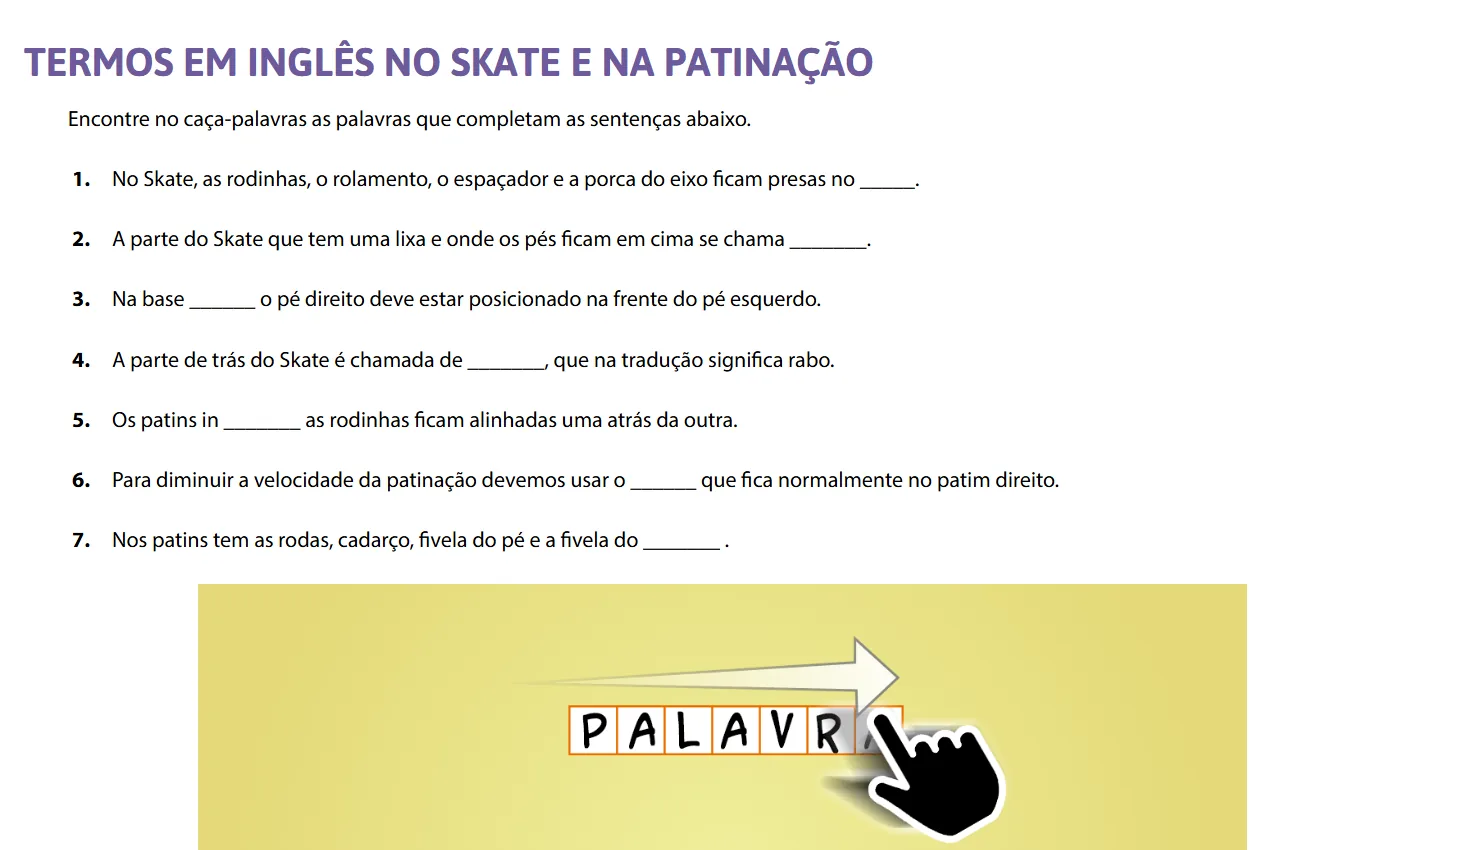 TERMOS EM INGLÊS NO SKATE E NA PATINAÇÃO
Encontre no caça-palavras as palavras que completam as sentenças abaixo.
1. No Skate, as rodinhas, o rolamento, o espaçador e a porca do eixo ficam presas no _____.
2. A parte do Skate que tem uma lixa e onde os pés ficam em cima se chama _______.
3. Na base ______ o pé direito deve estar posicionado na frente do pé esquerdo.
4. A parte de trás do Skate é chamada de _______, que na tradução significa rabo.
5. Os patins in _______ as rodinhas ficam alinhadas uma atrás da outra.
6. Para diminuir a velocidade da patinação devemos usar o ______ que fica normalmente no patim direito.
7. Nos patins tem as rodas, cadarço, fivela do pé e a fivela do _______ .
PALAVRA